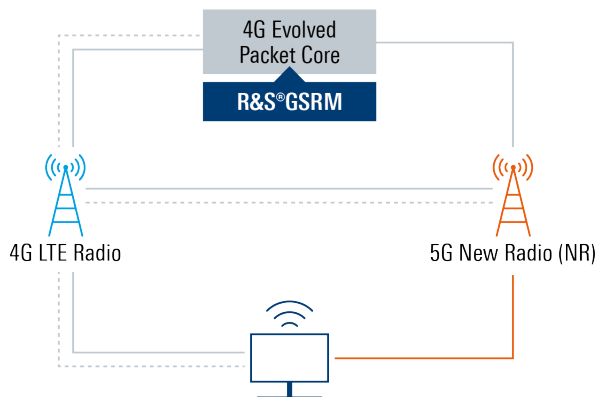 4G Evolved
Packet Core
R&S®GSRM
4G LTE Radio
5G New Radio (NR)